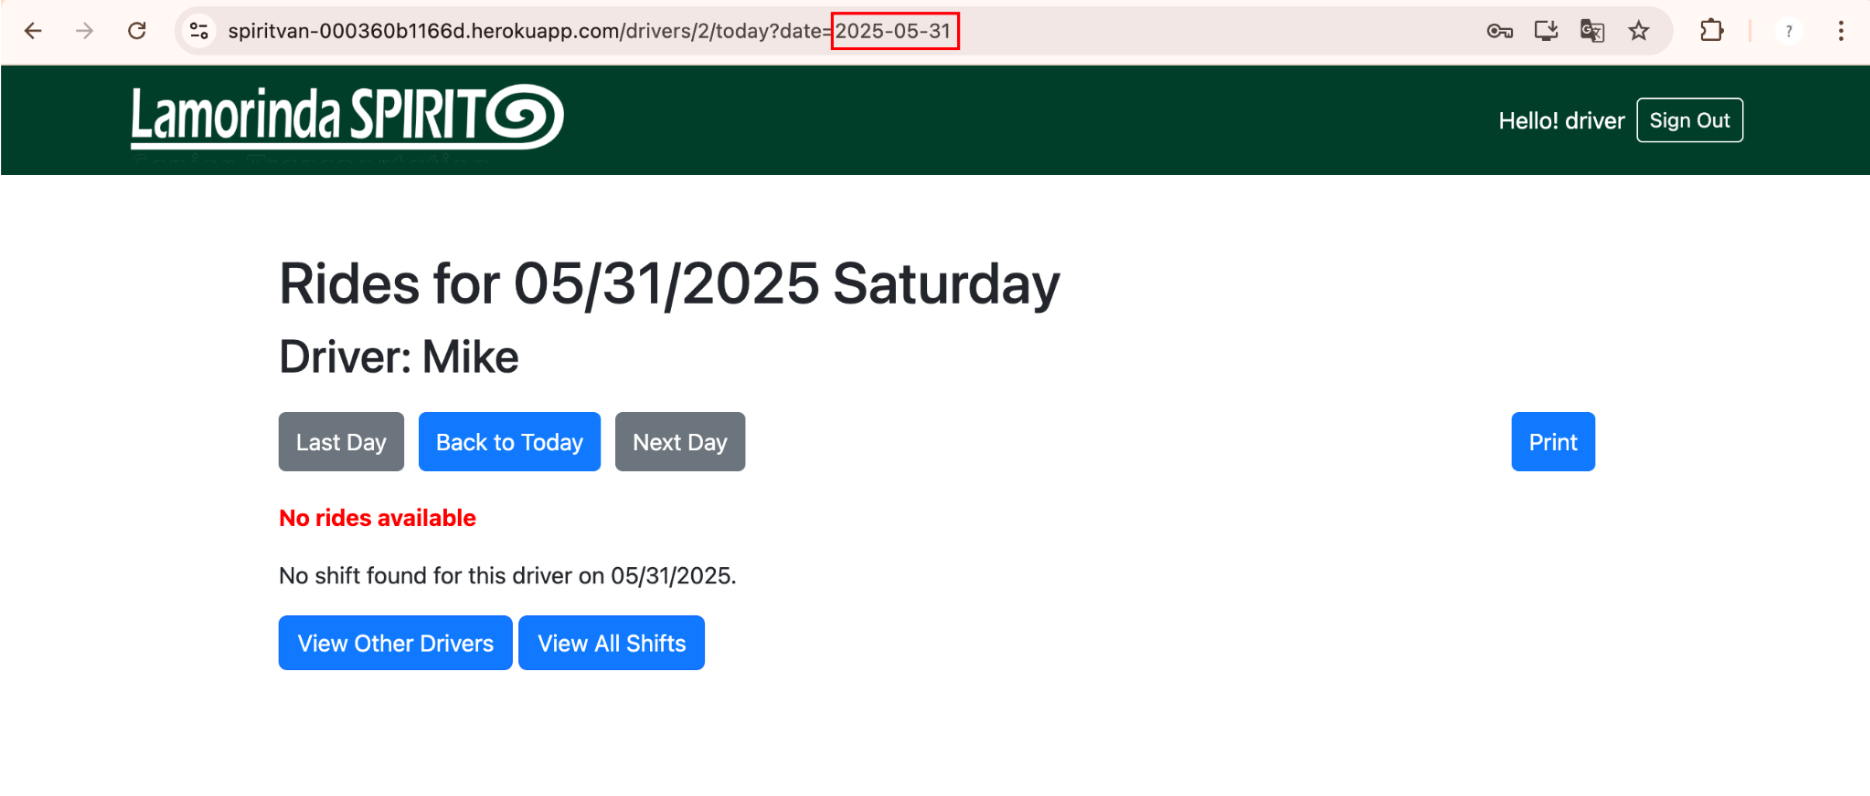 spiritvan-000360b1166d.herokuapp.com/drivers/2/today?date=2025-05-31
?
Lamorinda SPIRIT
Hello! driver
Sign Out
Rides for 05/31/2025 Saturday
Driver: Mike
Last Day
Back to Today
Next Day
Print
No rides available
No shift found for this driver on 05/31/2025.
View Other Drivers
View All Shifts